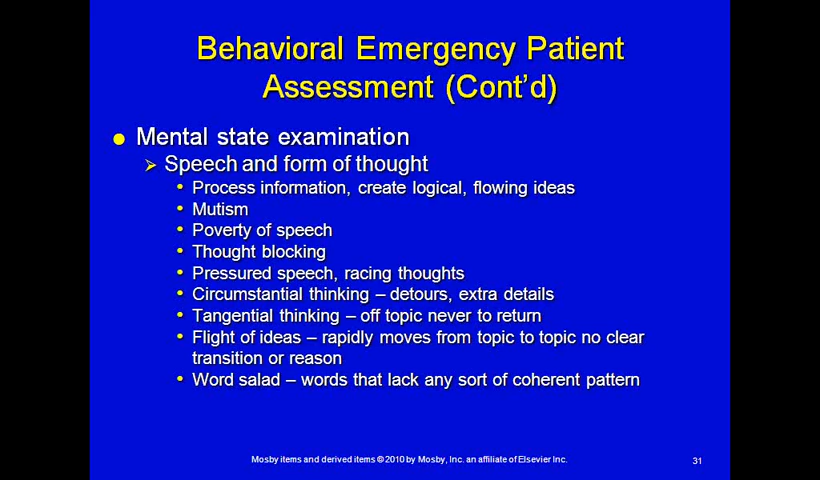 Behavioral Emergency Patient
Assessment (Cont’d)
Mental state examination
Speech and form of thought
Process information, create logical, flowing ideas
Mutism
Poverty of speech
Thought blocking
Pressured speech, racing thoughts
Circumstantial thinking – detours, extra details
Tangential thinking – off topic never to return
Flight of ideas – rapidly moves from topic to topic no clear
transition or reason
Word salad – words that lack any sort of coherent pattern
Mosby items and derived items © 2010 by Mosby, Inc. an affiliate of Elsevier Inc.
31